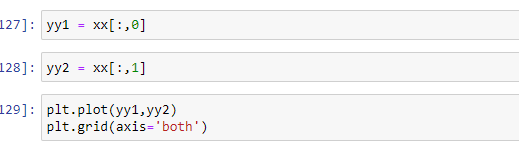 127]: yy1 = xx[:,0]
128]: yy2 = xx[:,1]
129]: plt.plot(yy1,yy2)
plt.grid(axis='both')